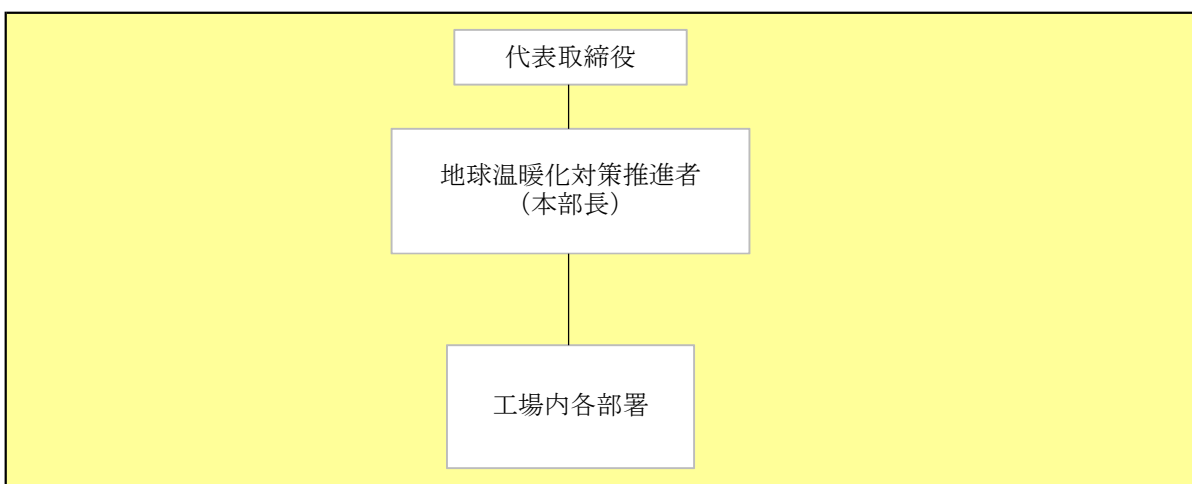 代表取締役
地球温暖化対策推進者
（本部長）
工場内各部署